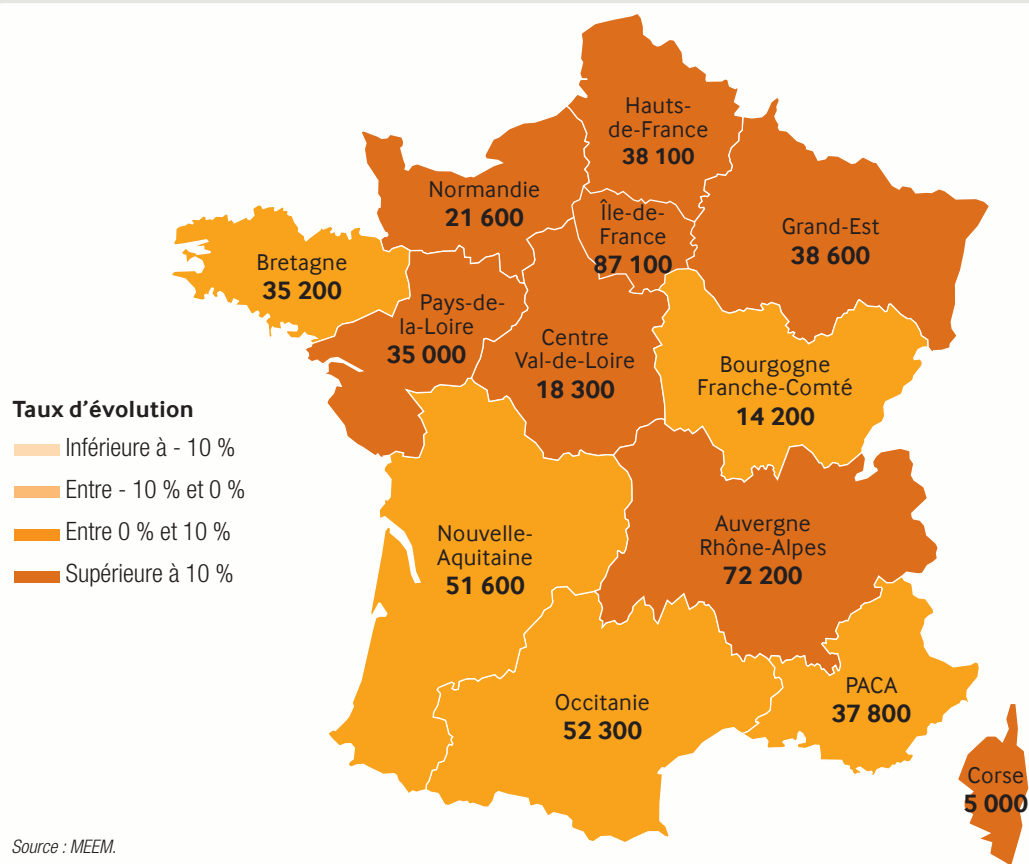 Hauts-
de-France
38 100
Normandie
21 600
Île-de-
France
87 100
Grand-Est
38 600
Bretagne
35 200
Pays-de-
la-Loire
35 000
Centre
Val-de-Loire
18 300
Bourgogne
Franche-Comté
14 200
Taux d’évolution
Inférieure à - 10 %
Entre - 10 % et 0 %
Entre 0 % et 10 %
Supérieure à 10 %
Nouvelle-
Aquitaine
51 600
Auvergne
Rhône-Alpes
72 200
Occitanie
52 300
PACA
37 800
Corse
5 000
Source : MEEM.